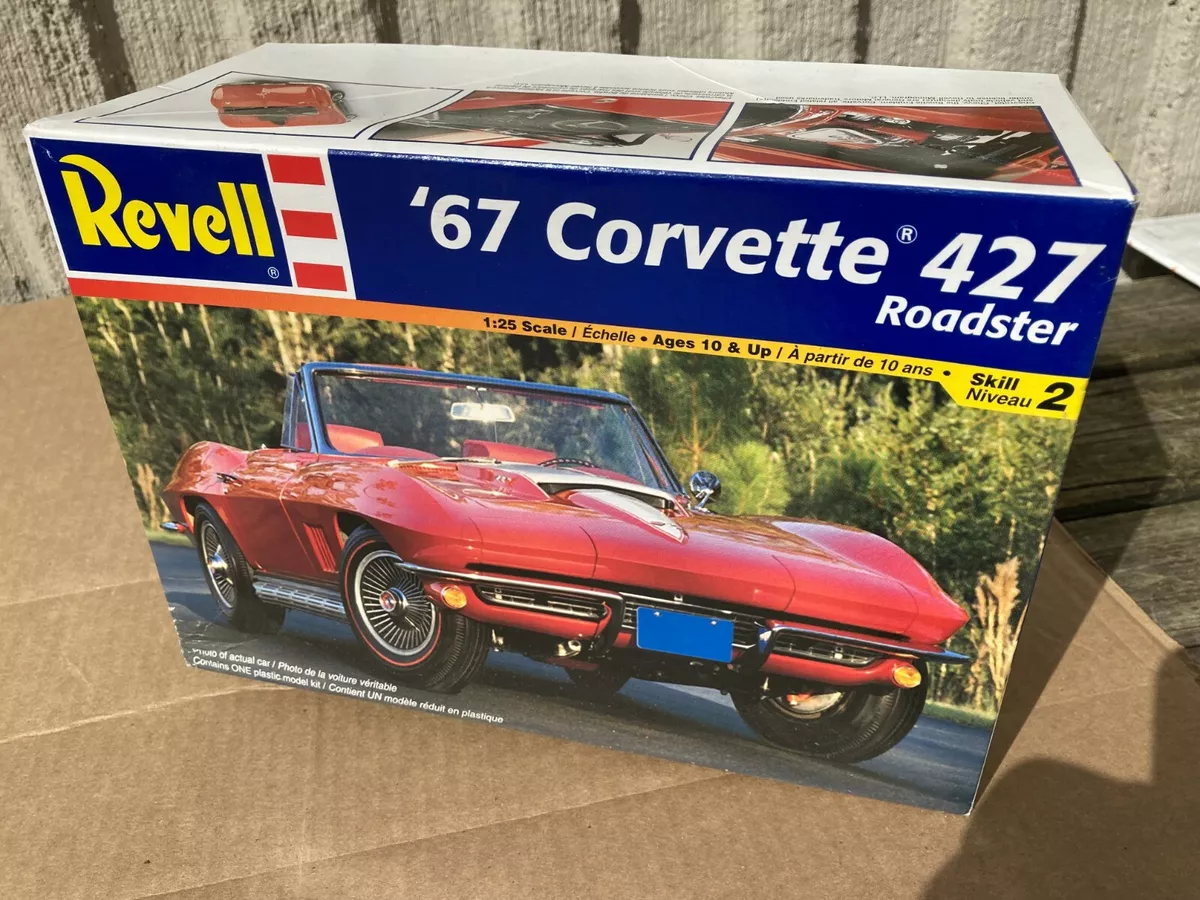 Revell®
'67 Corvette® 427
Roadster
1:25 Scale / Échelle • Ages 10 & Up / À partir de 10 ans •
Skill
Niveau 2
Photo of actual car / Photo de la voiture véritable
Contains ONE plastic model kit / Contient UN modèle réduit en plastique